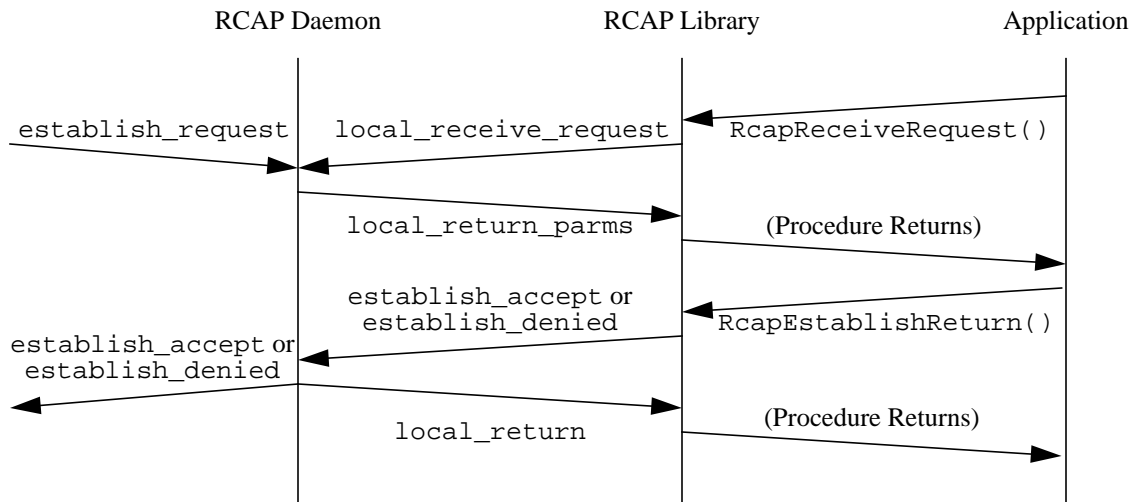 RCAP Daemon
RCAP Library
Application
establish_request
local_receive_request
RcapReceiveRequest()
local_return_parms
(Procedure Returns)
establish_accept or
establish_denied
RcapEstablishReturn()
establish_accept or
establish_denied
local_return
(Procedure Returns)